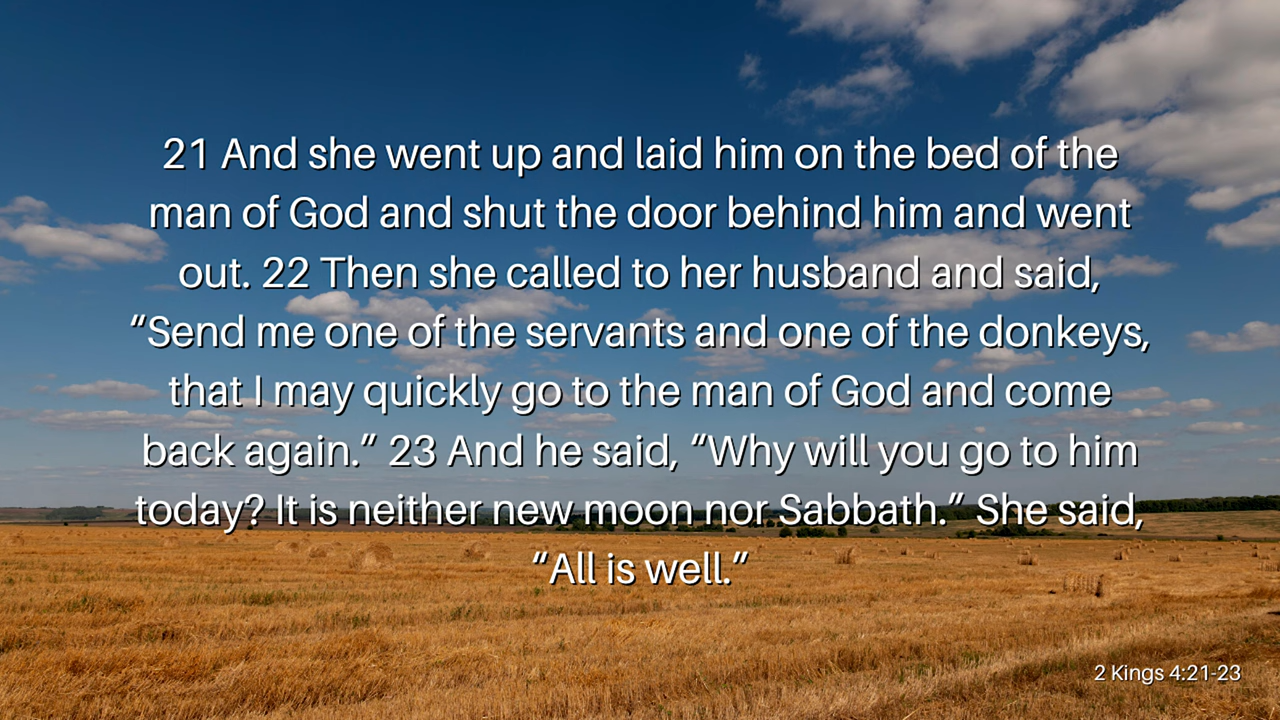 21 And she went up and laid him on the bed of the
man of God and shut the door behind him and went
out. 22 Then she called to her husband and said,
“Send me one of the servants and one of the donkeys,
that I may quickly go to the man of God and come
back again.” 23 And he said, “Why will you go to him
today? It is neither new moon nor Sabbath.” She said,
“All is well.”
2 Kings 4:21-23